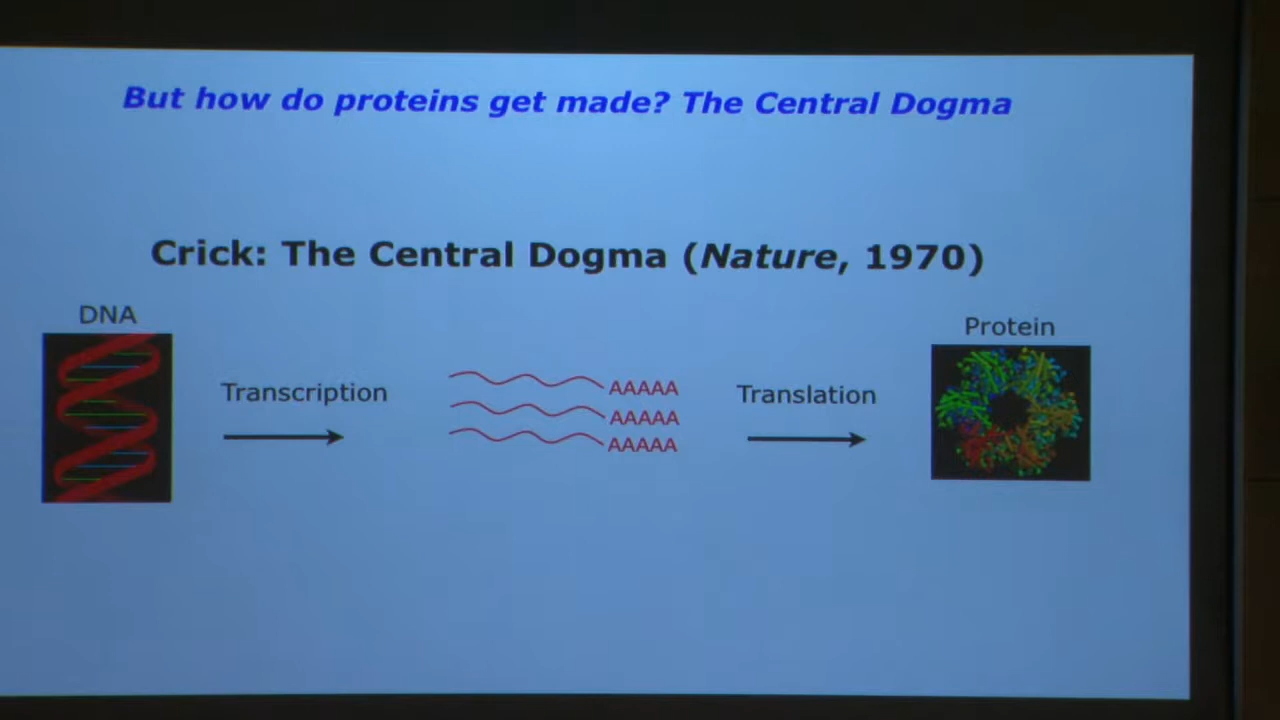 But how do proteins get made? The Central Dogma
Crick: The Central Dogma (Nature, 1970)
DNA
Protein
Transcription
AAAAA
AAAAA
AAAAA
Translation